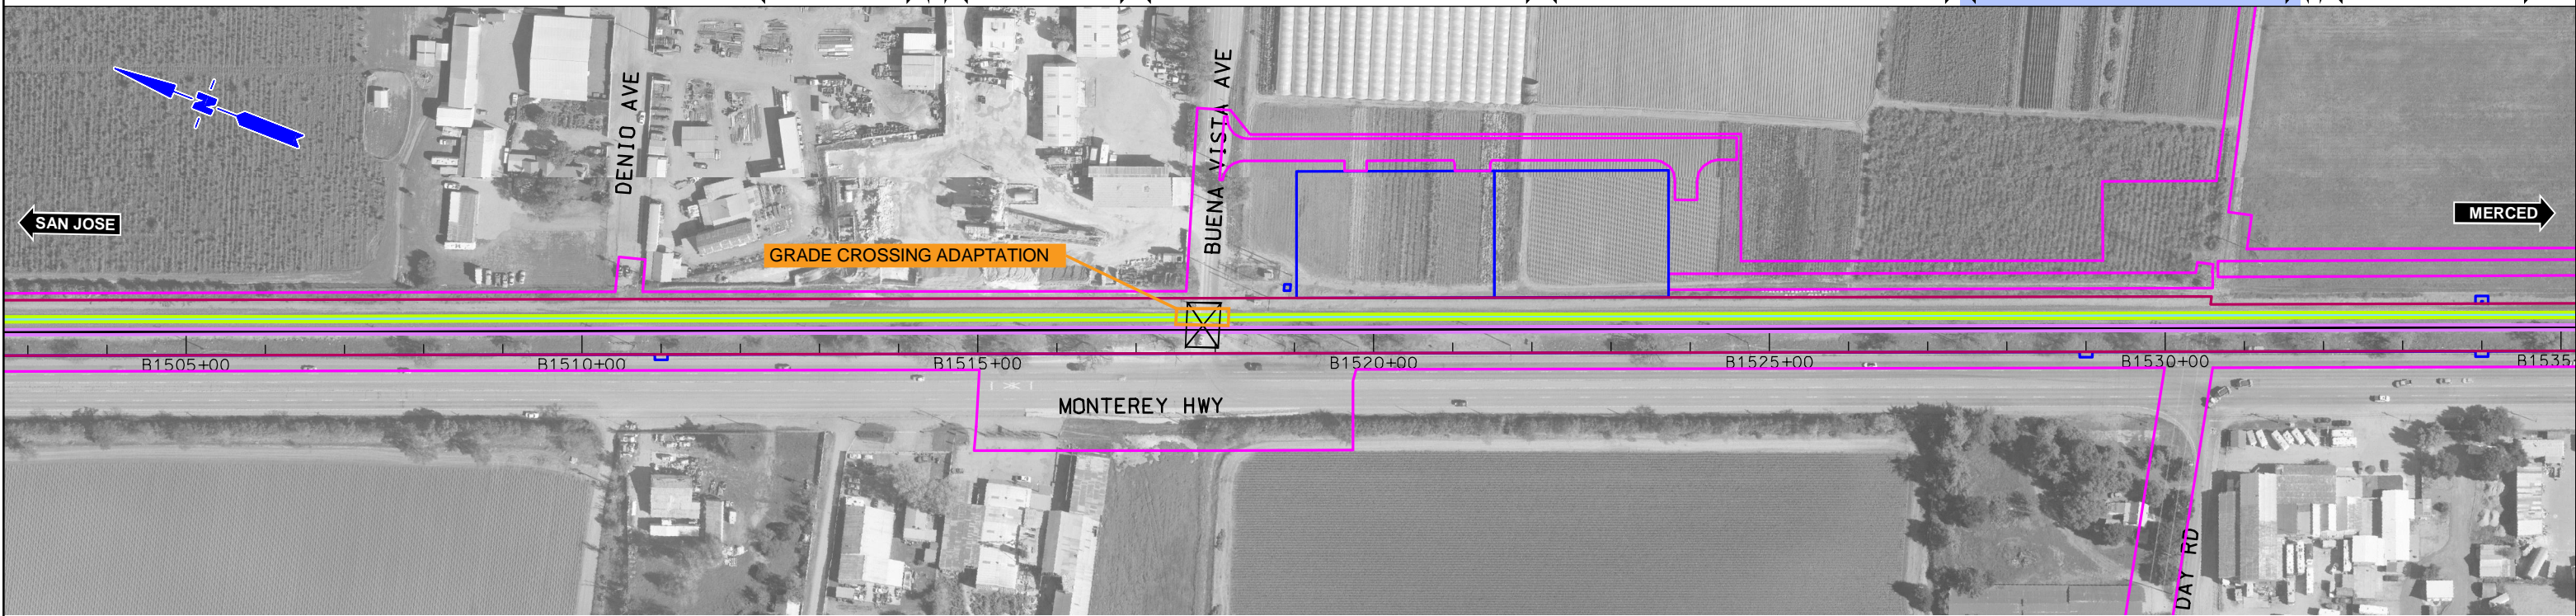 N
DENIO AVE
BUENA VISTA AVE
SAN JOSE
MERCED
GRADE CROSSING ADAPTATION
B1505+00
B1510+00
B1515+00
B1520+00
B1525+00
B1530+00
B1535
MONTEREY HWY
DAY RD